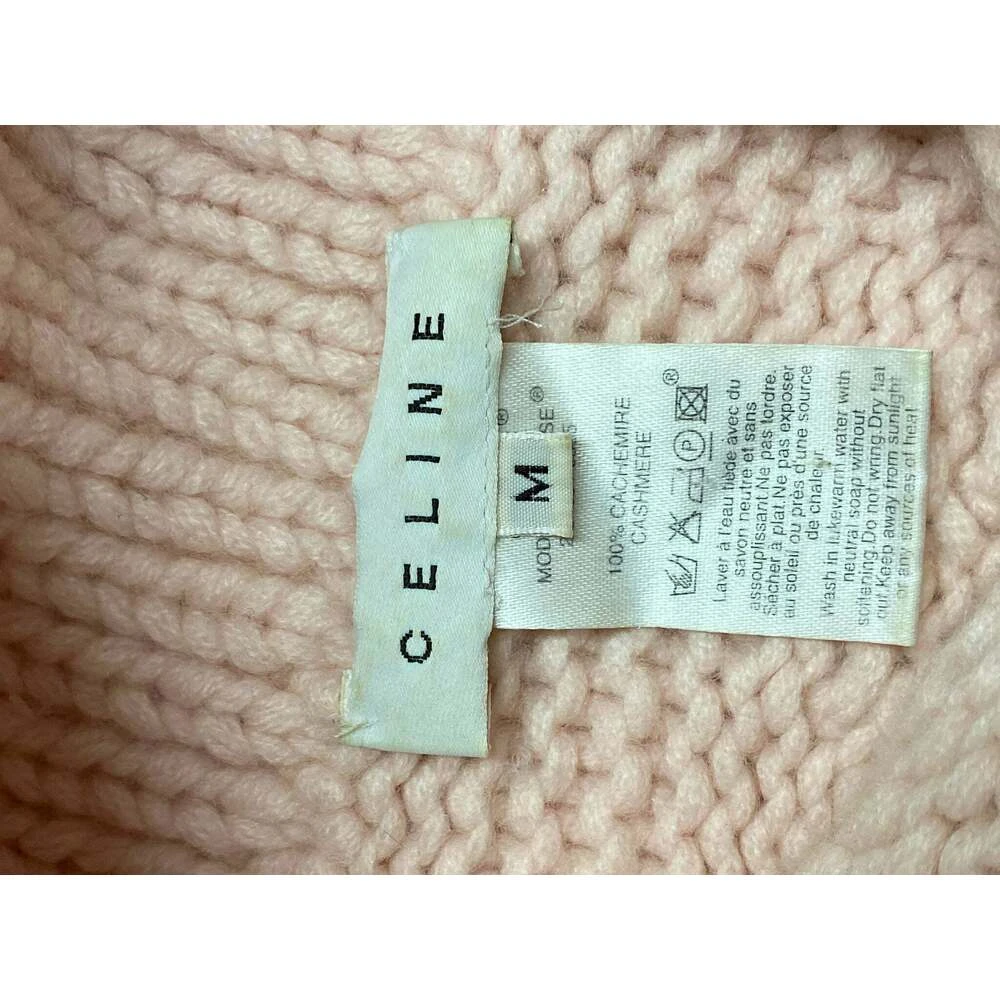 CELINE
M
100% CACHEMIRE
CASHMERE
Laver à l'eau tiède avec du
savon neutre et sans
assouplissant.Ne pas tordre.
Sècher à plat.Ne pas exposer
au soleil ou près d'une source
de chaleur
Wash in lukewarm water with
neutral soap without
softening.Do not wring.Dry flat
out.Keep away from sunlight
or any sources of heat